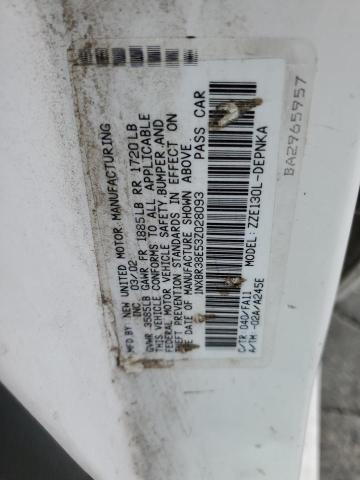 MFD. BY: NEW UNITED MOTOR MANUFACTURING
INC. 03/02
GVWR 3585LB GAWR FR 1885LB RR 1720LB
THIS VEHICLE CONFORMS TO ALL APPLICABLE
FEDERAL MOTOR VEHICLE SAFETY,BUMPER,AND
THEFT PREVENTION STANDARDS IN EFFECT ON
THE DATE OF MANUFACTURE SHOWN ABOVE.
1NXBR38E53Z028093 PASS CAR
MODEL: ZZE130L-DEPNKA
C/TR 040/FA11
A/TM -02A/A245E
BA2965957